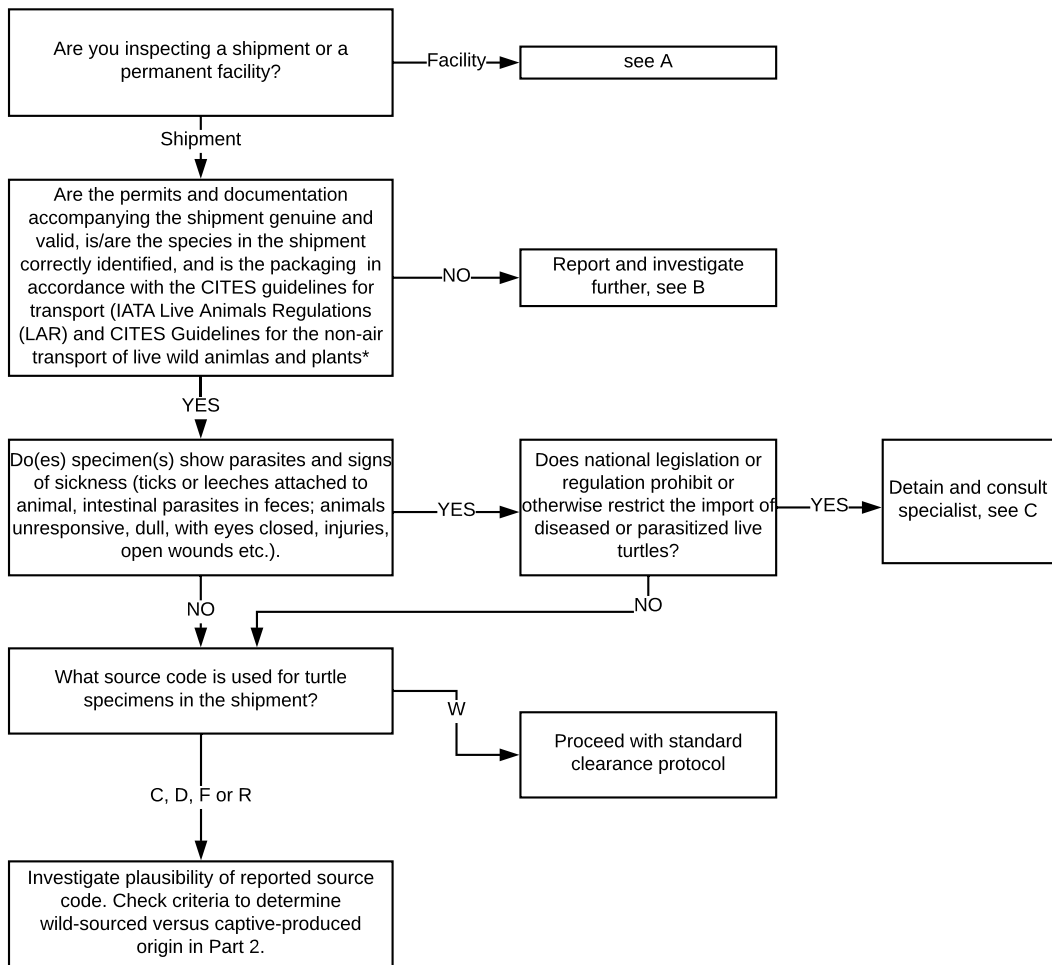 Are you inspecting a shipment or a
permanent facility?
Facility
see A
Shipment
Are the permits and documentation
accompanying the shipment genuine and
valid, is/are the species in the shipment
correctly identified, and is the packaging  in
accordance with the CITES guidelines for
transport (IATA Live Animals Regulations
(LAR) and CITES Guidelines for the non-air
transport of live wild animlas and plants*
NO
Report and investigate
further, see B
YES
Do(es) specimen(s) show parasites and signs
of sickness (ticks or leeches attached to
animal, intestinal parasites in feces; animals
unresponsive, dull, with eyes closed, injuries,
open wounds etc.).
YES
Does national legislation or
regulation prohibit or
otherwise restrict the import of
diseased or parasitized live
turtles?
YES
Detain and consult
specialist, see C
NO
NO
What source code is used for turtle
specimens in the shipment?
W
Proceed with standard
clearance protocol
C, D, F or R
Investigate plausibility of reported source
code. Check criteria to determine
wild-sourced versus captive-produced
origin in Part 2.